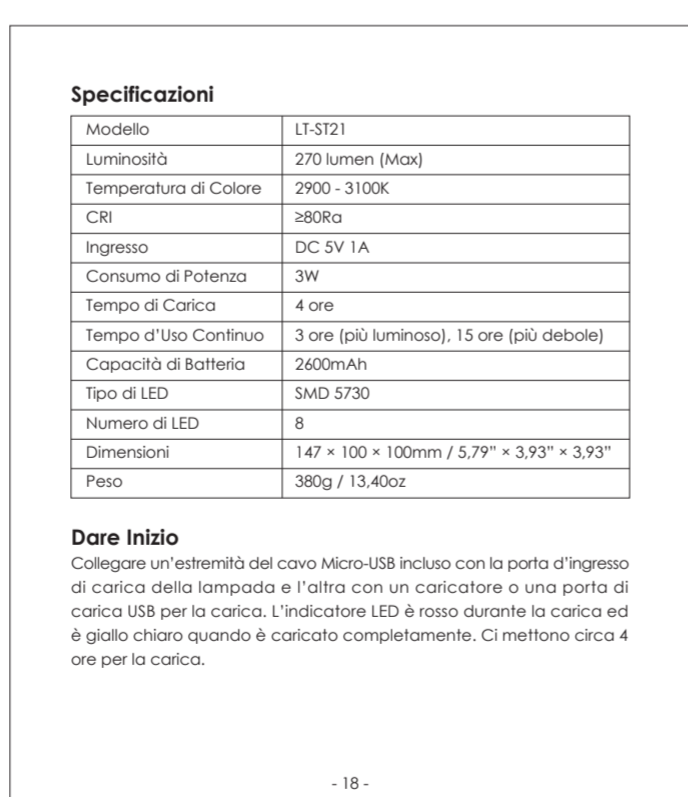 Specificazioni
Modello LT-ST21
Luminosità 270 lumen (Max)
Temperatura di Colore 2900 - 3100K
CRI ≥80Ra
Ingresso DC 5V 1A
Consumo di Potenza 3W
Tempo di Carica 4 ore
Tempo d’Uso Continuo 3 ore (più luminoso), 15 ore (più debole)
Capacità di Batteria 2600mAh
Tipo di LED SMD 5730
Numero di LED 8
Dimensioni 147 × 100 × 100mm / 5,79” × 3,93” × 3,93”
Peso 380g / 13,40oz
Dare Inizio
Collegare un’estremità del cavo Micro-USB incluso con la porta d’ingresso
di carica della lampada e l’altra con un caricatore o una porta di
carica USB per la carica. L’indicatore LED è rosso durante la carica ed
è giallo chiaro quando è caricato completamente. Ci mettono circa 4
ore per la carica.
- 18 -